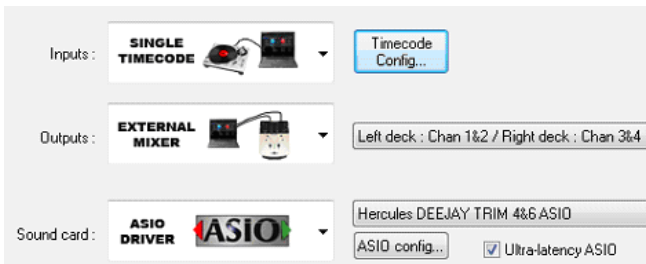 Inputs :
SINGLE
TIMECODE
Timecode
Config...
Outputs :
EXTERNAL
MIXER
Left deck : Chan 1&2 / Right deck : Chan 3&4
Sound card :
ASIO
DRIVER
ASIO
Hercules DEEJAY TRIM 4&6 ASIO
ASIO config...
Ultra-latency ASIO